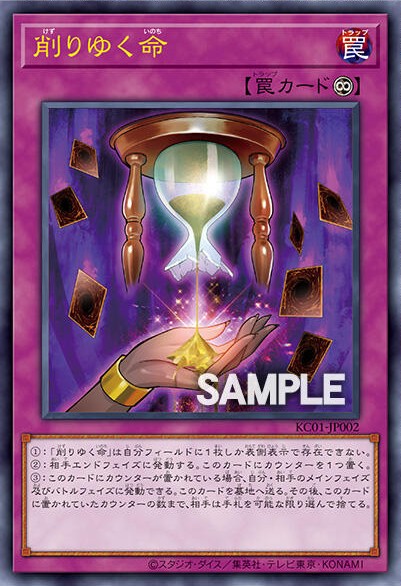 削りゆく命
罠
【罠カード】
SAMPLE
KC01-JP002
①:「削りゆく命」は自分フィールドに1枚しか表側表示で存在できない。
②:相手エンドフェイズに発動する。このカードにカウンターを1つ置く。
③:このカードにカウンターが置かれている場合、自分・相手のメインフェイズ
及びバトルフェイズに発動できる。このカードを墓地へ送る。その後、このカード
に置かれていたカウンターの数まで、相手は手札を可能な限り選んで捨てる。
©スタジオ・ダイス/集英社・テレビ東京・KONAMI